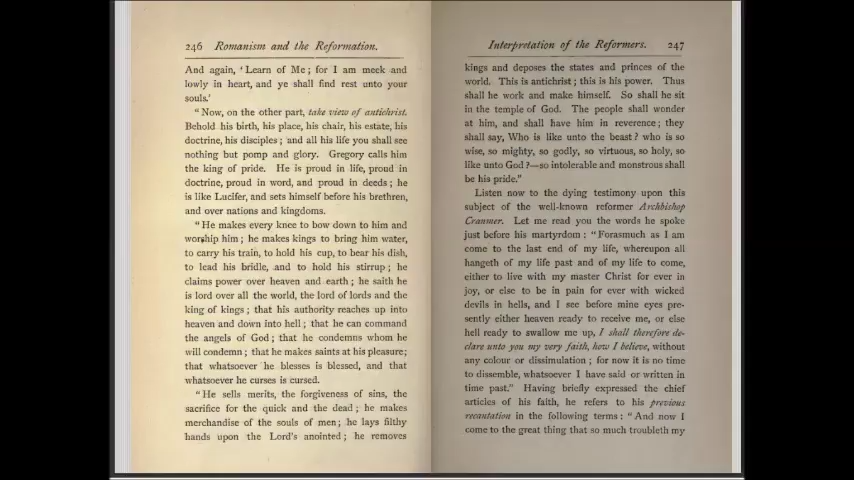 246 Romanism and the Reformation.
And again, ‘Learn of Me; for I am meek and
lowly in heart, and ye shall find rest unto your
souls.’
“Now, on the other part, take view of antichrist.
Behold his birth, his place, his chair, his estate, his
doctrine, his disciples; and all his life you shall see
nothing but pomp and glory. Gregory calls him
the king of pride. He is proud in life, proud in
doctrine, proud in word, and proud in deeds; he
is like Lucifer, and sets himself before his brethren,
and over nations and kingdoms.
“He makes every knee to bow down to him and
worship him; he makes kings to bring him water,
to carry his train, to hold his cup, to bear his dish,
to lead his bridle, and to hold his stirrup; he
claims power over heaven and earth; he saith he
is lord over all the world, the lord of lords and the
king of kings; that his authority reaches up into
heaven and down into hell; that he can command
the angels of God; that he condemns whom he
will condemn; that he makes saints at his pleasure;
that whatsoever he blesses is blessed, and that
whatsoever he curses is cursed.
“He sells merits, the forgiveness of sins, the
sacrifice for the quick and the dead; he makes
merchandise of the souls of men; he lays filthy
hands upon the Lord's anointed; he removes
Interpretation of the Reformers. 247
kings and deposes the states and princes of the
world. This is antichrist; this is his power. Thus
shall he work and make himself. So shall he sit
in the temple of God. The people shall wonder
at him, and shall have him in reverence; they
shall say, Who is like unto the beast? who is so
wise, so mighty, so godly, so virtuous, so holy, so
like unto God?—so intolerable and monstrous shall
be his pride.”
Listen now to the dying testimony upon this
subject of the well-known reformer Archbishop
Cranmer. Let me read you the words he spoke
just before his martyrdom: “Forasmuch as I am
come to the last end of my life, whereupon all
hangeth of my life past and of my life to come,
either to live with my master Christ for ever in
joy, or else to be in pain for ever with wicked
devils in hells, and I see before mine eyes pre-
sently either heaven ready to receive me, or else
hell ready to swallow me up, I shall therefore de-
clare unto you my very faith, how I believe, without
any colour or dissimulation; for now it is no time
to dissemble, whatsoever I have said or written in
time past.” Having briefly expressed the chief
articles of his faith, he refers to his previous
recantation in the following terms: “And now I
come to the great thing that so much troubleth my